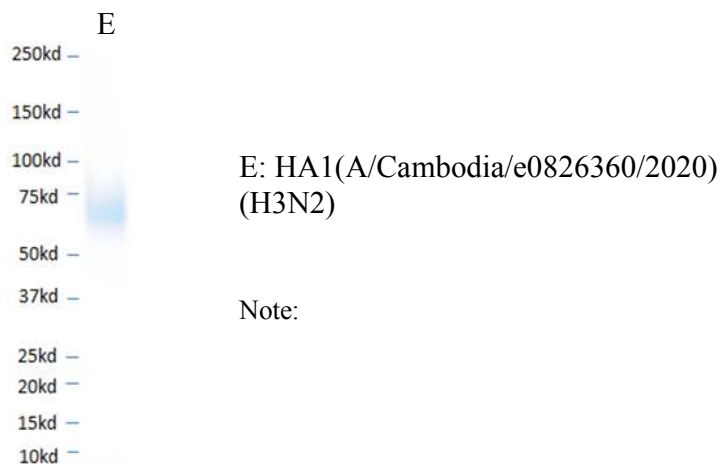 E
250kd
150kd
100kd
75kd
50kd
37kd
25kd
20kd
15kd
10kd
E: HA1(A/Cambodia/e0826360/2020)
(H3N2)
Note: